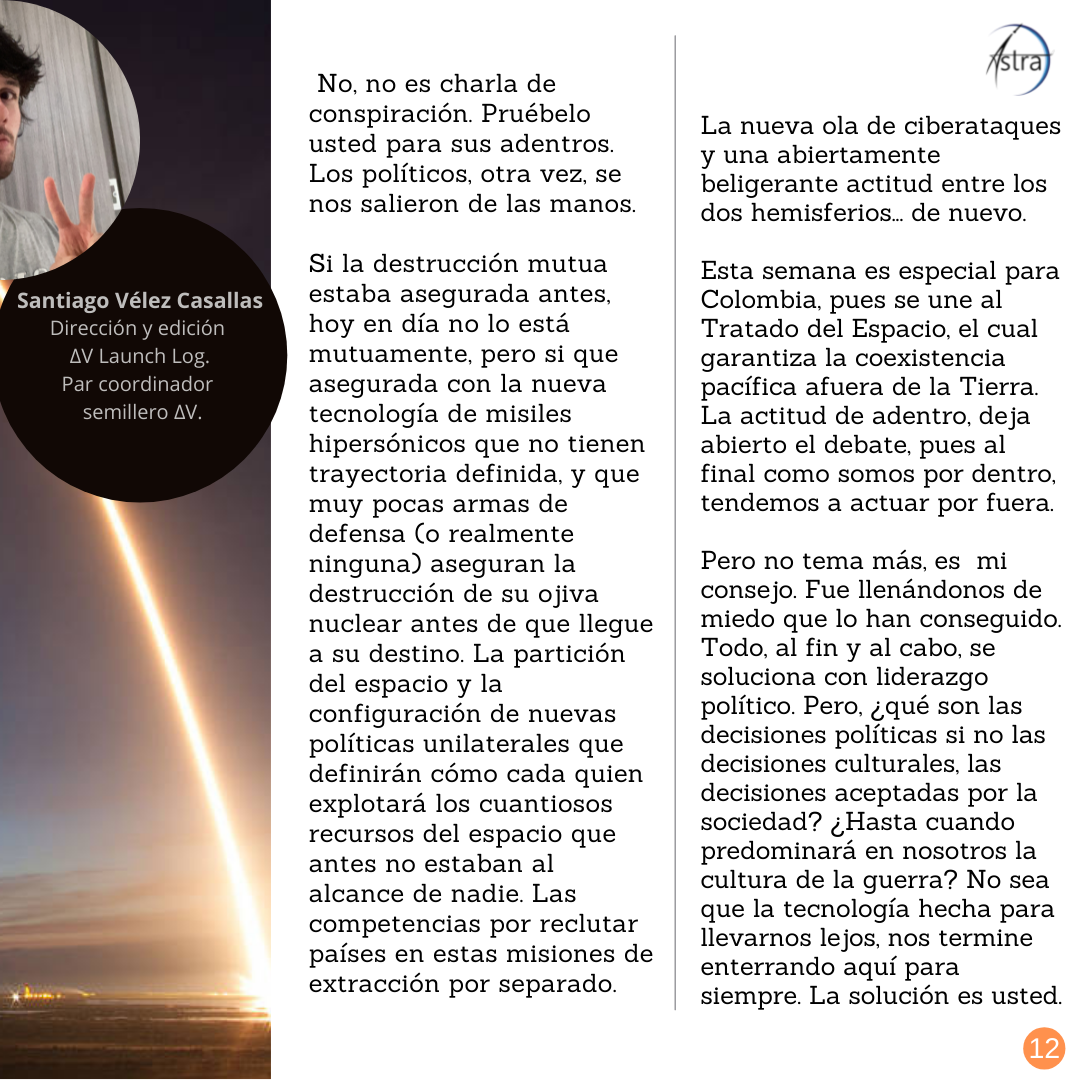 Santiago Vélez Casallas
Dirección y edición
ΔV Launch Log.
Par coordinador
semillero ΔV.
No, no es charla de
conspiración. Pruébelo
usted para sus adentros.
Los políticos, otra vez, se
nos salieron de las manos.
Si la destrucción mutua
estaba asegurada antes,
hoy en día no lo está
mutuamente, pero si que
asegurada con la nueva
tecnología de misiles
hipersónicos que no tienen
trayectoria definida, y que
muy pocas armas de
defensa (o realmente
ninguna) aseguran la
destrucción de su ojiva
nuclear antes de que llegue
a su destino. La partición
del espacio y la
configuración de nuevas
políticas unilaterales que
definirán cómo cada quien
explotará los cuantiosos
recursos del espacio que
antes no estaban al
alcance de nadie. Las
competencias por reclutar
países en estas misiones de
extracción por separado.
Astra
La nueva ola de ciberataques
y una abiertamente
beligerante actitud entre los
dos hemisferios... de nuevo.
Esta semana es especial para
Colombia, pues se une al
Tratado del Espacio, el cual
garantiza la coexistencia
pacífica afuera de la Tierra.
La actitud de adentro, deja
abierto el debate, pues al
final como somos por dentro,
tendemos a actuar por fuera.
Pero no tema más, es  mi
consejo. Fue llenándonos de
miedo que lo han conseguido.
Todo, al fin y al cabo, se
soluciona con liderazgo
político. Pero, ¿qué son las
decisiones políticas si no las
decisiones culturales, las
decisiones aceptadas por la
sociedad? ¿Hasta cuando
predominará en nosotros la
cultura de la guerra? No sea
que la tecnología hecha para
llevarnos lejos, nos termine
enterrando aquí para
siempre. La solución es usted.
12